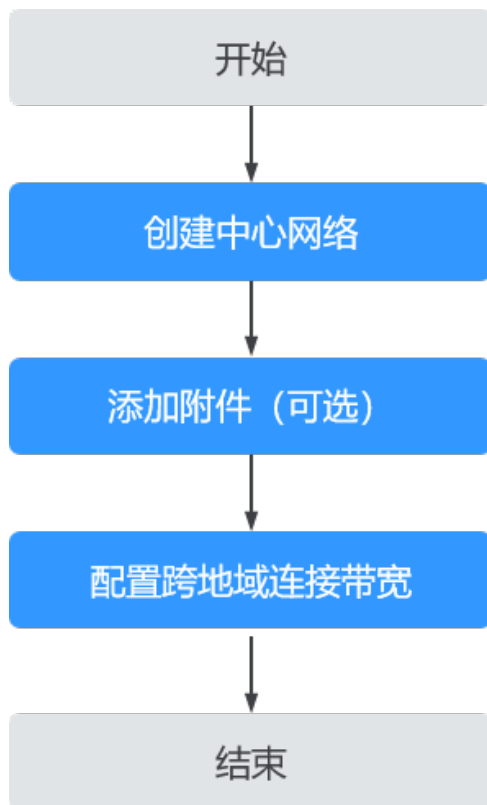 开始
创建中心网络
添加附件（可选）
配置跨地域连接带宽
结束